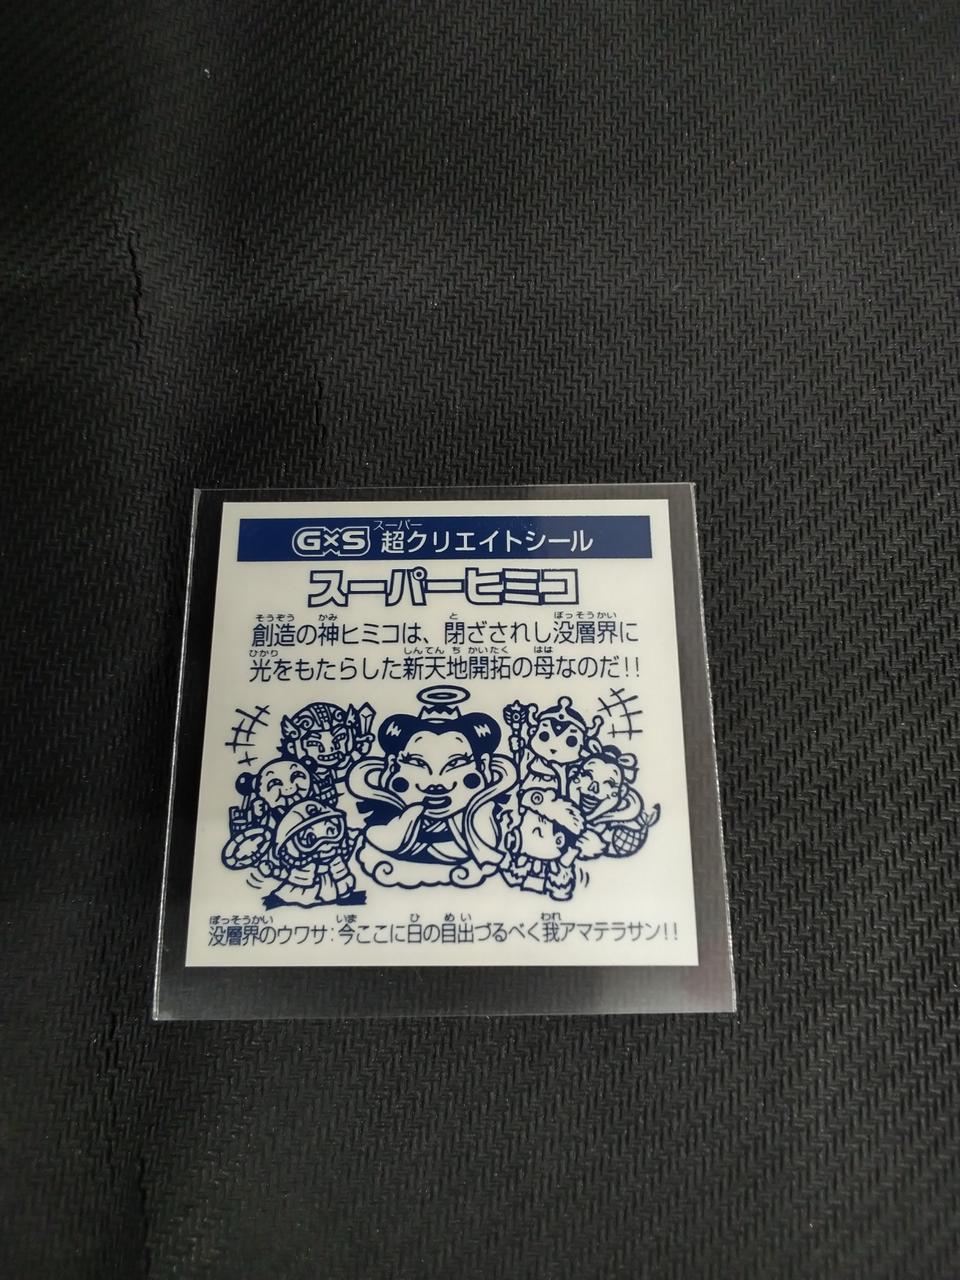 スーパー
G×S 超クリエイトシール
スーパーヒミコ
そうぞう かみ と ぼっそうかい
創造の神ヒミコは、閉ざされし没層界に
ひかり しんてん ち かいたく はは
光をもたらした新天地開拓の母なのだ!!
ぼっそうかい いま ひ めい われ
没層界のウワサ:今ここに日の目出づるべく我アマテラサン!!